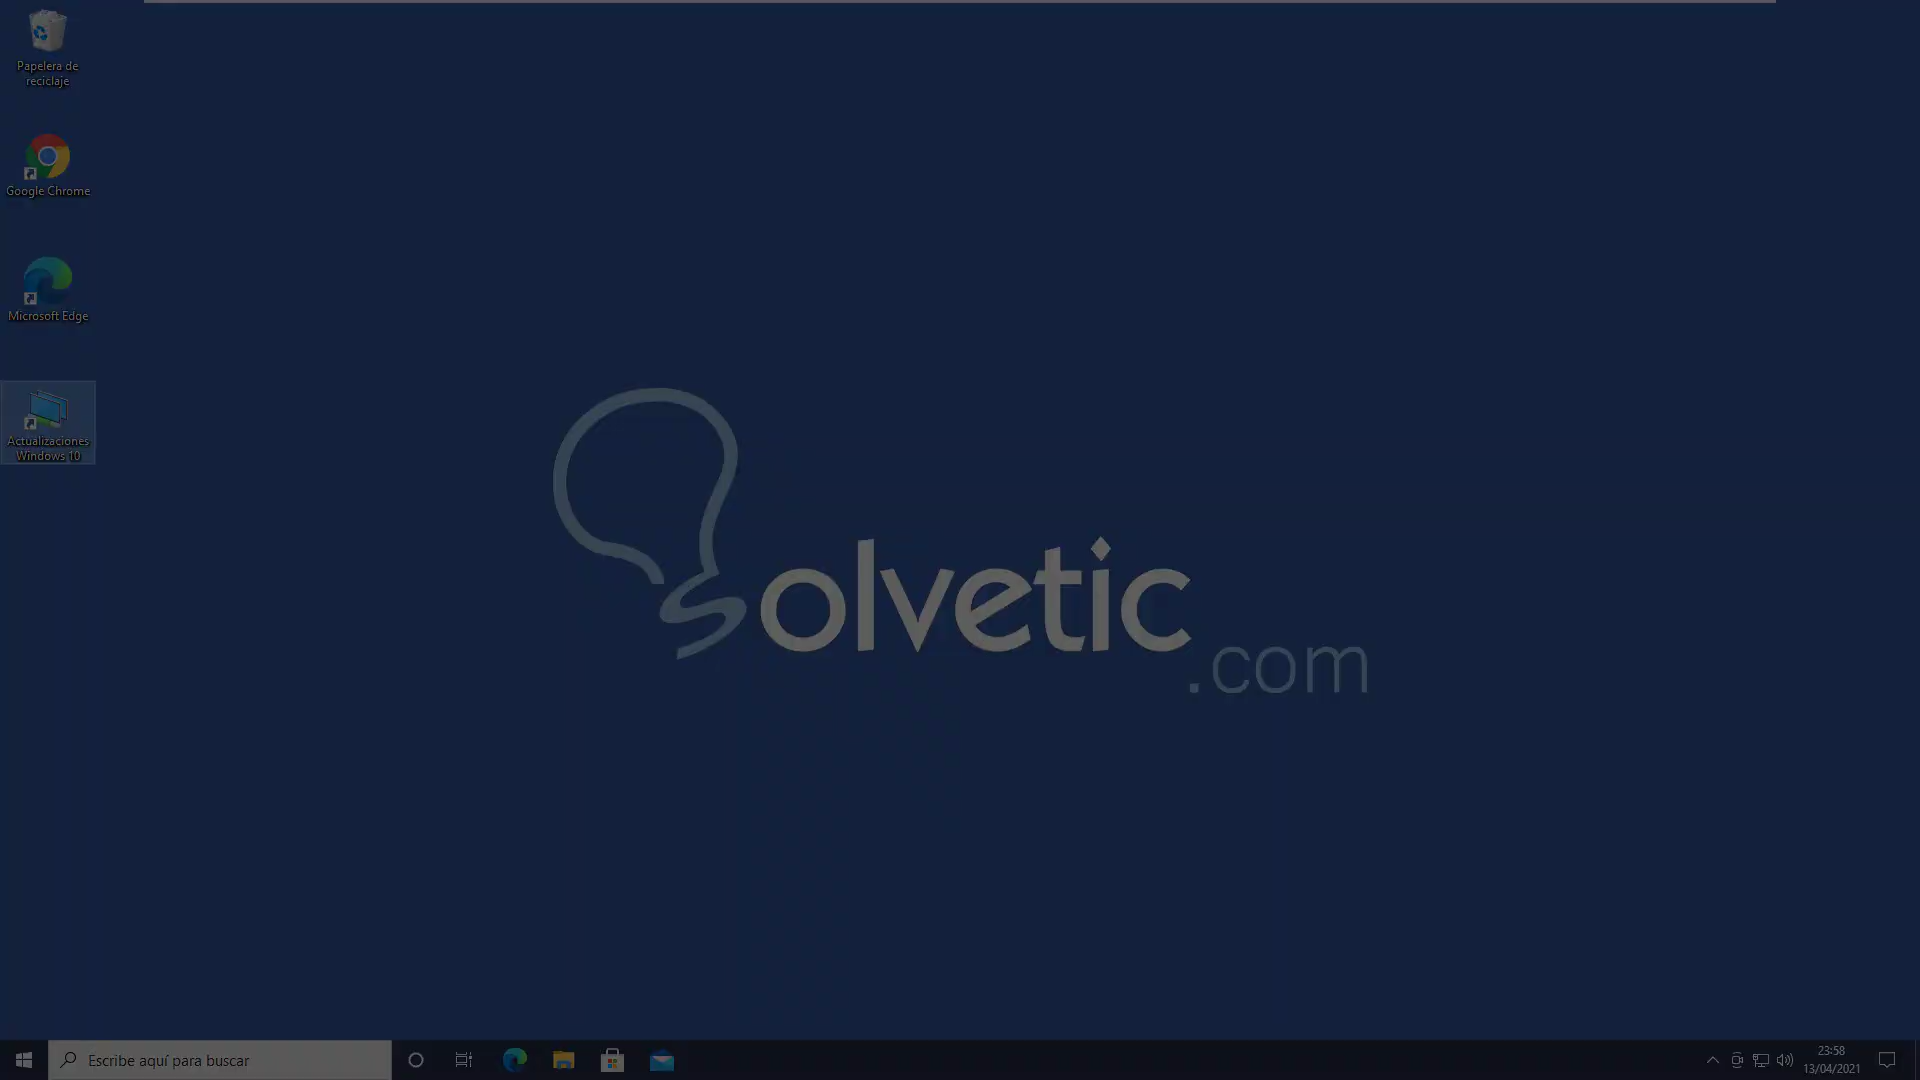 Papelera de
reciclaje
Google Chrome
Microsoft Edge
Actualizaciones
Windows 10
Solvetic
.com
Escribe aquí para buscar
23:58
13/04/2021